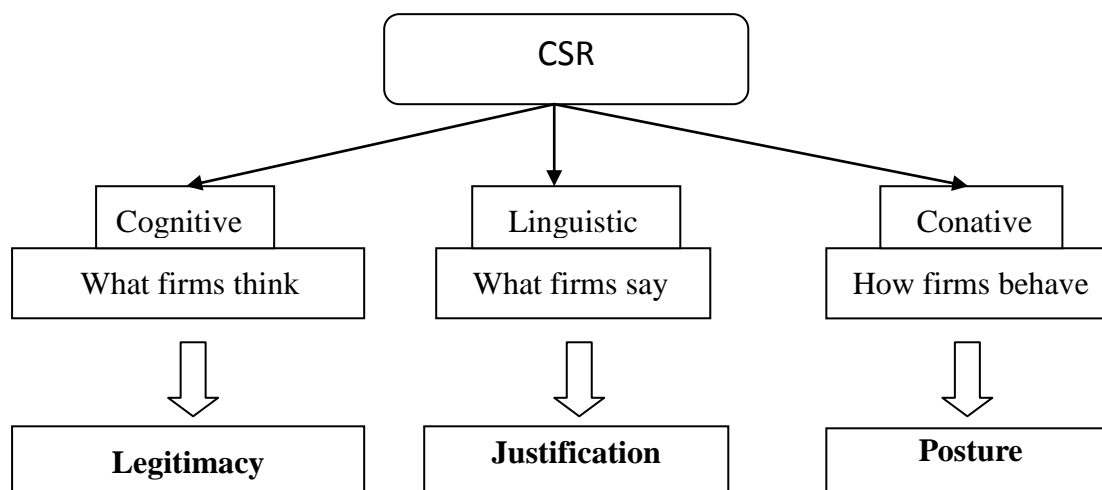 CSR
Cognitive
What firms think
Legitimacy
Linguistic
What firms say
Justification
Conative
How firms behave
Posture